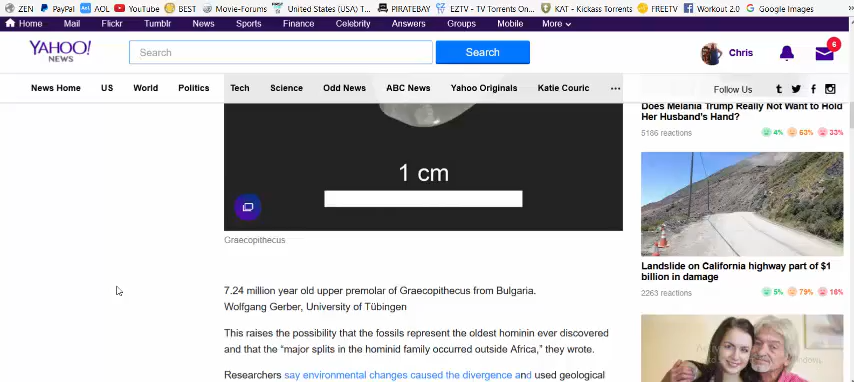 ZEN PayPal AOL YouTube BEST Movie-Forums United States (USA) T... PIRATEBAY EZTV - TV Torrents On... KAT - Kickass Torrents FREETV Workout 2.0 Google Images
Home Mail Flickr Tumblr News Sports Finance Celebrity Answers Groups Mobile More
YAHOO!
NEWS
Search
Search
Chris
6
News Home US World Politics Tech Science Odd News ABC News Yahoo Originals Katie Couric ...
Follow Us
1 cm
Graecopithecus
7.24 million year old upper premolar of Graecopithecus from Bulgaria.
Wolfgang Gerber, University of Tübingen
This raises the possibility that the fossils represent the oldest hominin ever discovered
and that the “major splits in the hominid family occurred outside Africa,” they wrote.
Researchers say environmental changes caused the divergence and used geological
Does Melania Trump Really Not Want to Hold
Her Husband's Hand?
5186 reactions 4% 63% 33%
Landslide on California highway part of $1
billion in damage
2263 reactions 5% 79% 16%